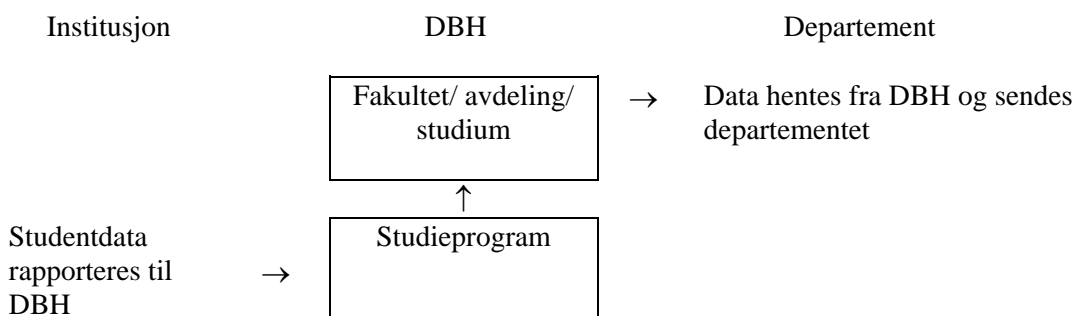 Institusjon DBH Departement
Fakultet/ avdeling/ → Data hentes fra DBH og sendes
studium departementet
↑
Studentdata Studieprogram
rapporteres til →
DBH